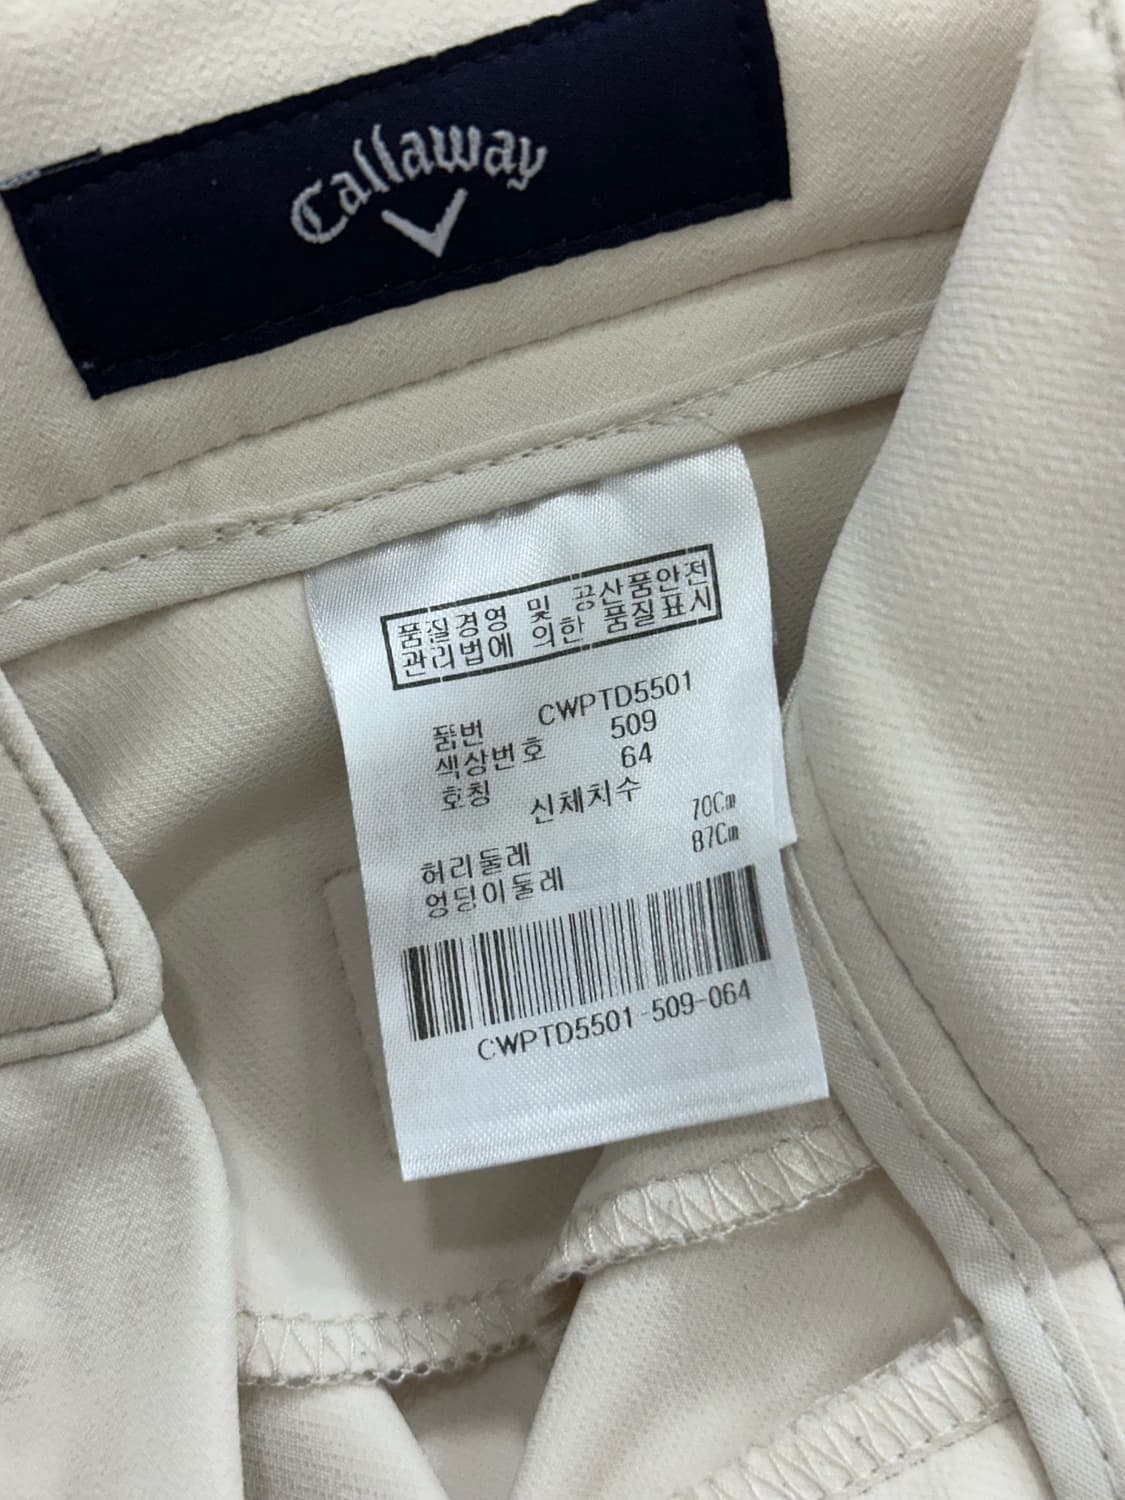 Callaway
품질경영 및 공산품안전
관리법에 의한 품질표시
품번 CWPTD5501
색상번호 509
호칭 64
신체치수
허리둘레 70Cm
엉덩이둘레 87Cm
CWPTD5501-509-064